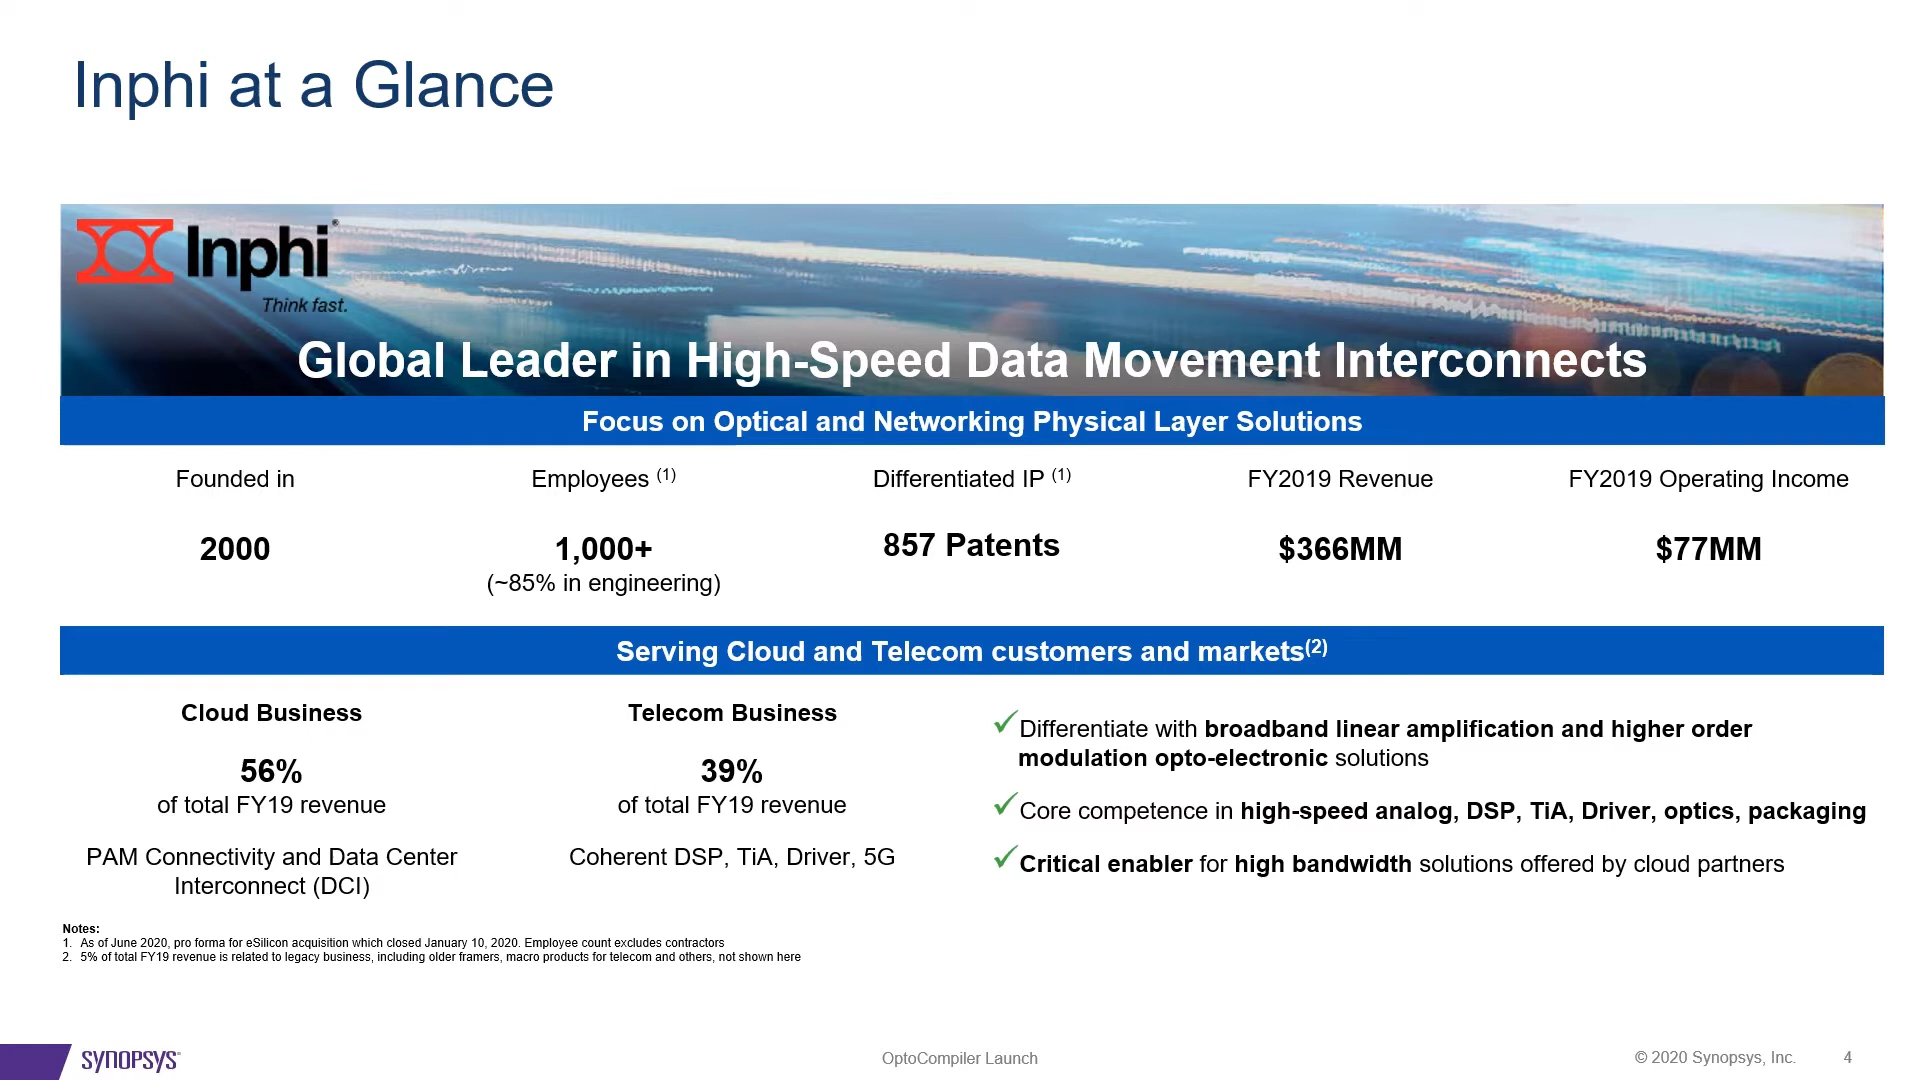 Inphi at a Glance
Inphi®
Think fast.
Global Leader in High-Speed Data Movement Interconnects
Focus on Optical and Networking Physical Layer Solutions
Founded in
2000
Employees (1)
1,000+
(~85% in engineering)
Differentiated IP (1)
857 Patents
FY2019 Revenue
$366MM
FY2019 Operating Income
$77MM
Serving Cloud and Telecom customers and markets(2)
Cloud Business
56%
of total FY19 revenue
PAM Connectivity and Data Center
Interconnect (DCI)
Telecom Business
39%
of total FY19 revenue
Coherent DSP, TiA, Driver, 5G
✓Differentiate with broadband linear amplification and higher order
modulation opto-electronic solutions
✓Core competence in high-speed analog, DSP, TiA, Driver, optics, packaging
✓Critical enabler for high bandwidth solutions offered by cloud partners
Notes:
1. As of June 2020, pro forma for eSilicon acquisition which closed January 10, 2020. Employee count excludes contractors
2. 5% of total FY19 revenue is related to legacy business, including older framers, macro products for telecom and others, not shown here
SYNOPSYS®
OptoCompiler Launch
© 2020 Synopsys, Inc.
4